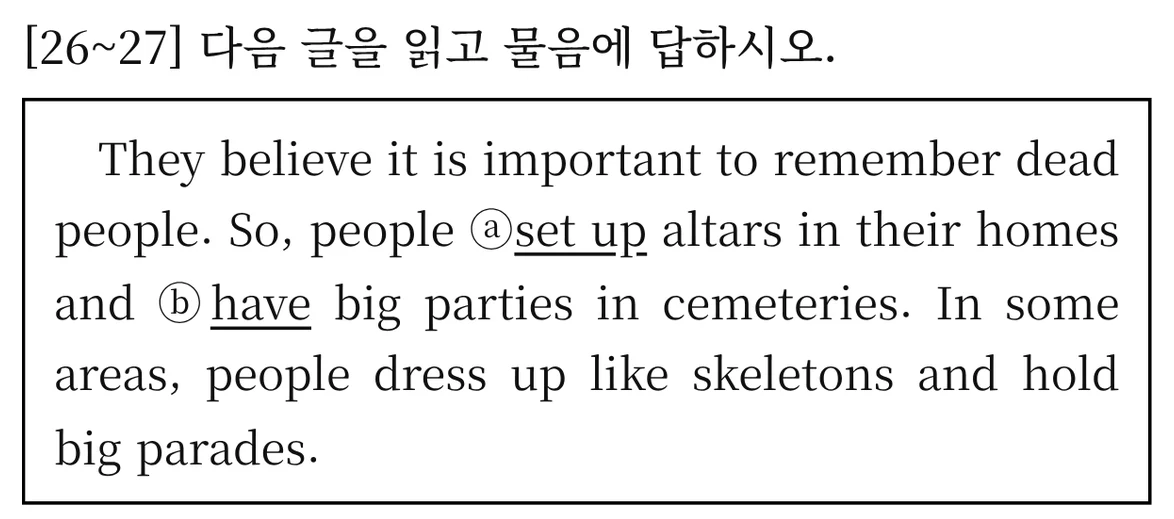 [26~27] 다음 글을 읽고 물음에 답하시오.
They believe it is important to remember dead
people. So, people ⓐset up altars in their homes
and ⓑhave big parties in cemeteries. In some
areas, people dress up like skeletons and hold
big parades.